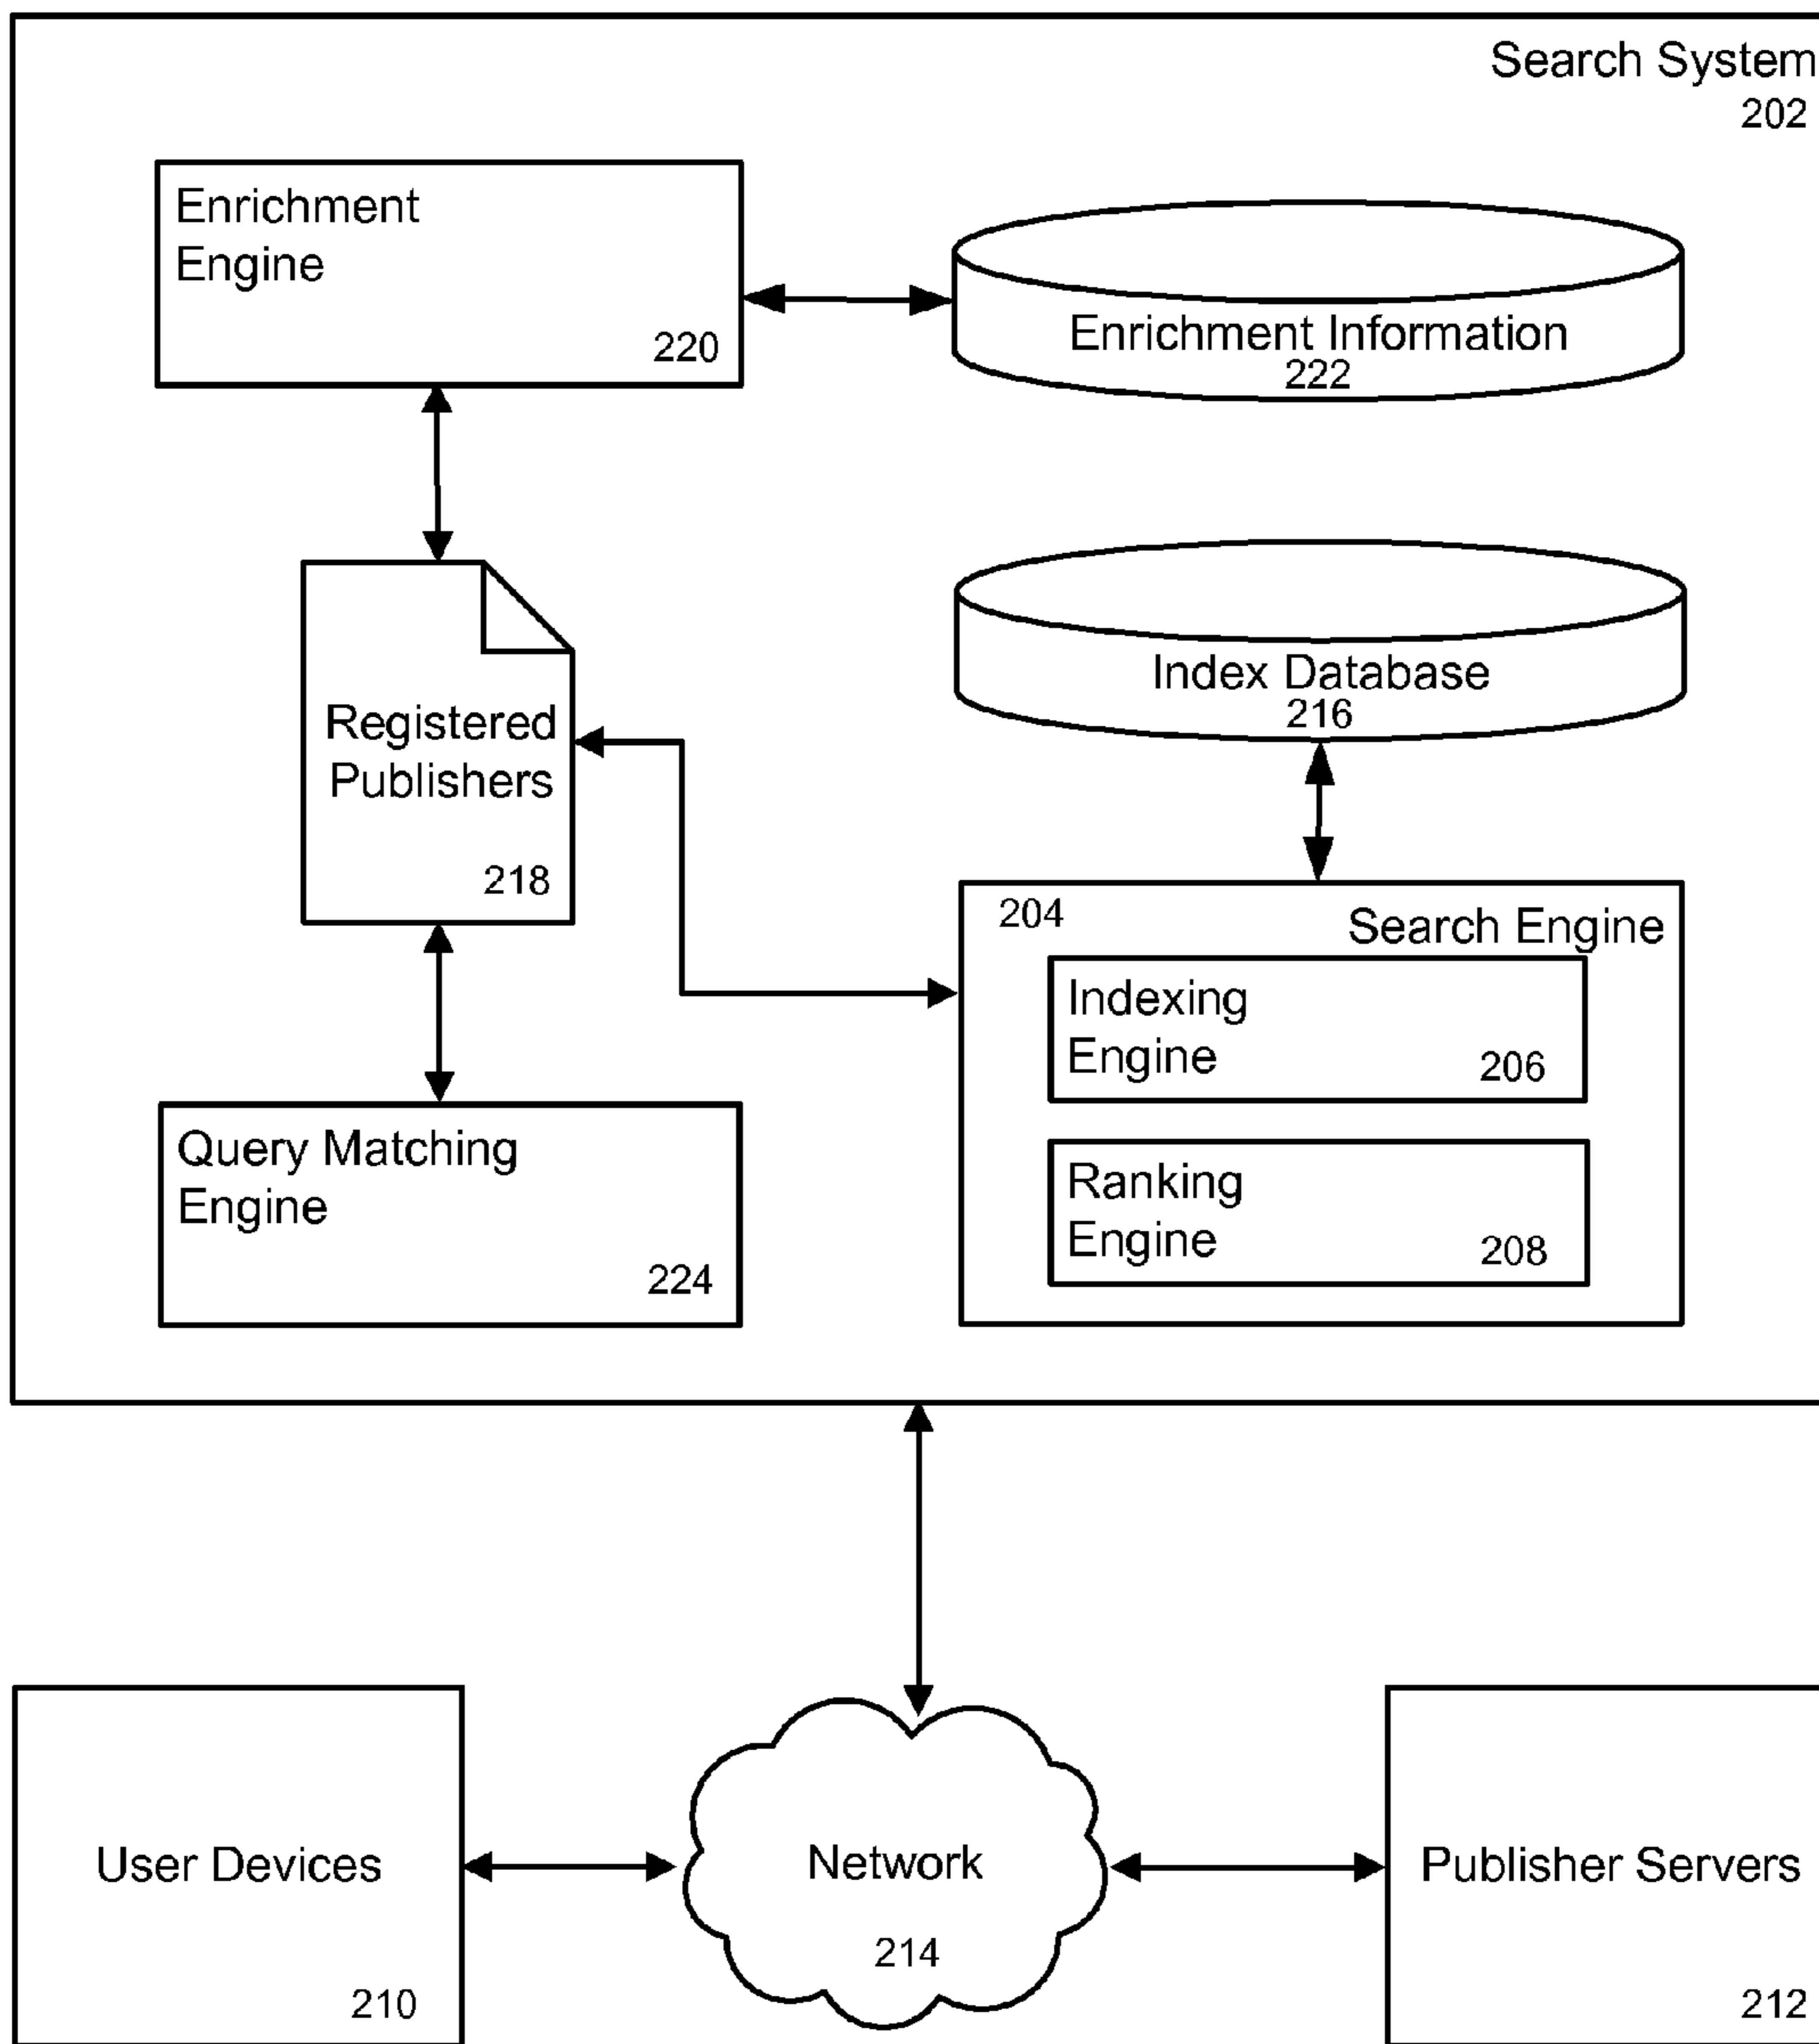 Search System
202
Enrichment
Engine
220
Enrichment Information
222
Registered
Publishers
218
Index Database
216
204
Search Engine
Indexing
Engine
206
Ranking
Engine
208
Query Matching
Engine
224
User Devices
210
Network
214
Publisher Servers
212